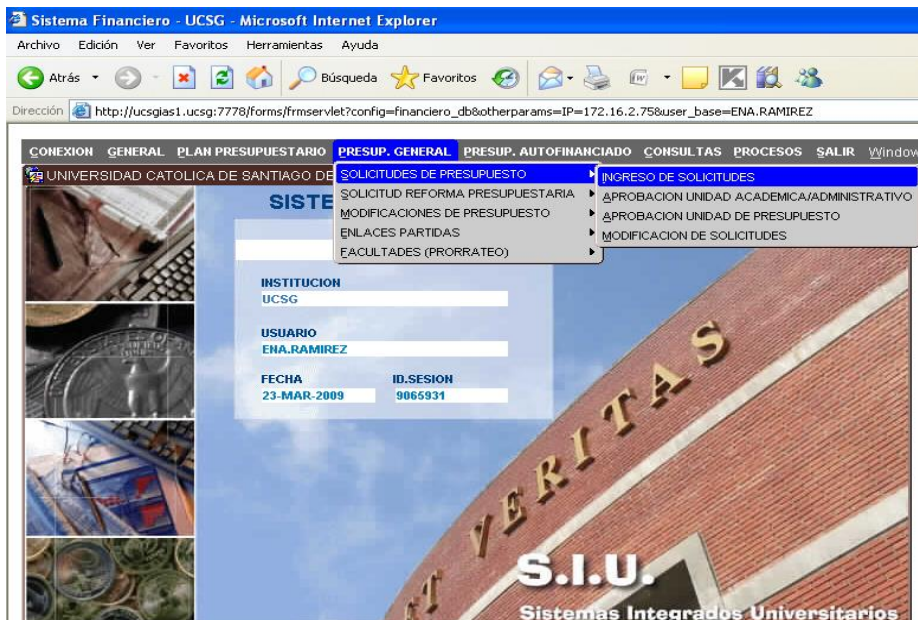 Sistema Financiero - UCSG - Microsoft Internet Explorer
Archivo Edición Ver Favoritos Herramientas Ayuda
Atrás Búsqueda Favoritos
Dirección http://ucsgias1.ucsg:7778/forms/frmservlet?config=financiero_db&otherparams=IP=172.16.2.75&user_base=ENA.RAMIREZ
CONEXION GENERAL PLAN PRESUPUESTARIO PRESUP. GENERAL PRESUP. AUTOFINANCIADO CONSULTAS PROCESOS SALIR Window
UNIVERSIDAD CATOLICA DE SANTIAGO DE
SOLICITUDES DE PRESUPUESTO
SOLICITUD REFORMA PRESUPUESTARIA
MODIFICACIONES DE PRESUPUESTO
ENLACES PARTIDAS
FACULTADES (PRORRATEO)
INGRESO DE SOLICITUDES
APROBACION UNIDAD ACADEMICA/ADMINISTRATIVO
APROBACION UNIDAD DE PRESUPUESTO
MODIFICACION DE SOLICITUDES
SISTE
INSTITUCION
UCSG
USUARIO
ENA.RAMIREZ
FECHA ID.SESION
23-MAR-2009 9065931
ET VERITAS
S.I.U.
Sistemas Integrados Universitarios